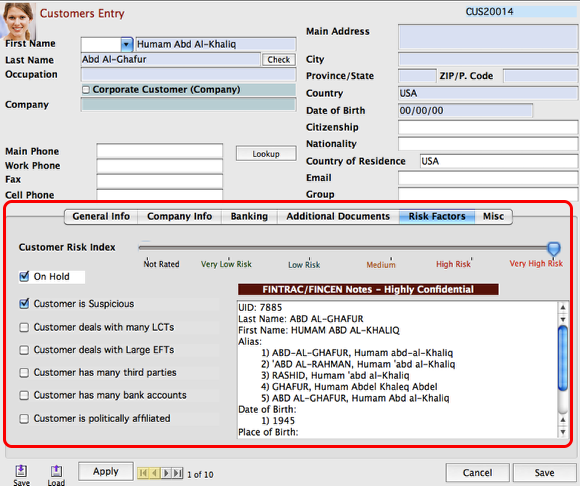 Customers Entry
CUS20014
First Name Humam Abd Al-Khaliq
Last Name Abd Al-Ghafur Check
Occupation
Corporate Customer (Company)
Company
Main Phone
Lookup
Work Phone
Fax
Cell Phone
Main Address
City
Province/State ZIP/P. Code
Country USA
Date of Birth 00/00/00
Citizenship
Nationality
Country of Residence USA
Email
Group
General Info Company Info Banking Additional Documents Risk Factors Misc
Customer Risk Index
Not Rated Very Low Risk Low Risk Medium High Risk Very High Risk
On Hold
Customer is Suspicious
Customer deals with many LCTs
Customer deals with Large EFTs
Customer has many third parties
Customer has many bank accounts
Customer is politically affiliated
FINTRAC/FINCEN Notes - Highly Confidential
UID: 7885
Last Name: ABD AL-GHAFUR
First Name: HUMAM ABD AL-KHALIQ
Alias:
1) ABD-AL-GHAFUR, Humam abd-al-Khaliq
2) 'ABD AL-RAHMAN, Humam 'abd al-Khaliq
3) RASHID, Humam 'abd al-Khaliq
4) GHAFUR, Humam Abdel Khaleq Abdel
5) ABD AL-GHAFUR, Humam Abd al-Khaliq
Date of Birth:
1) 1945
Place of Birth:
Save Load Apply 1 of 10 Cancel Save